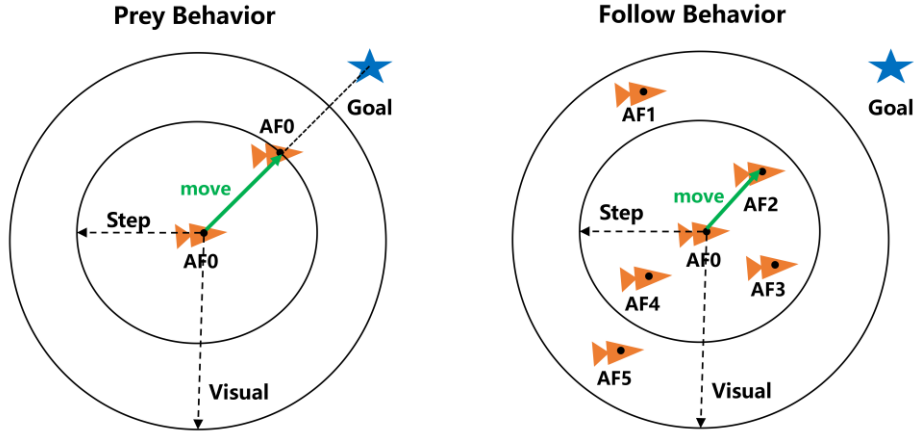 Prey Behavior
Goal
AF0
move
Step
AF0
Visual
Follow Behavior
Goal
AF1
move
AF2
Step
AF0
AF3
AF4
AF5
Visual